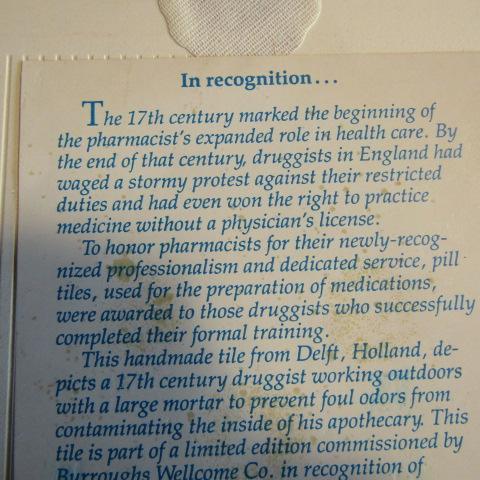 In recognition...
The 17th century marked the beginning of
the pharmacist's expanded role in health care. By
the end of that century, druggists in England had
waged a stormy protest against their restricted
duties and had even won the right to practice
medicine without a physician's license.
To honor pharmacists for their newly-recog-
nized professionalism and dedicated service, pill
tiles, used for the preparation of medications,
were awarded to those druggists who successfully
completed their formal training.
This handmade tile from Delft, Holland, de-
picts a 17th century druggist working outdoors
with a large mortar to prevent foul odors from
contaminating the inside of his apothecary. This
tile is part of a limited edition commissioned by
Burroughs Wellcome Co. in recognition of